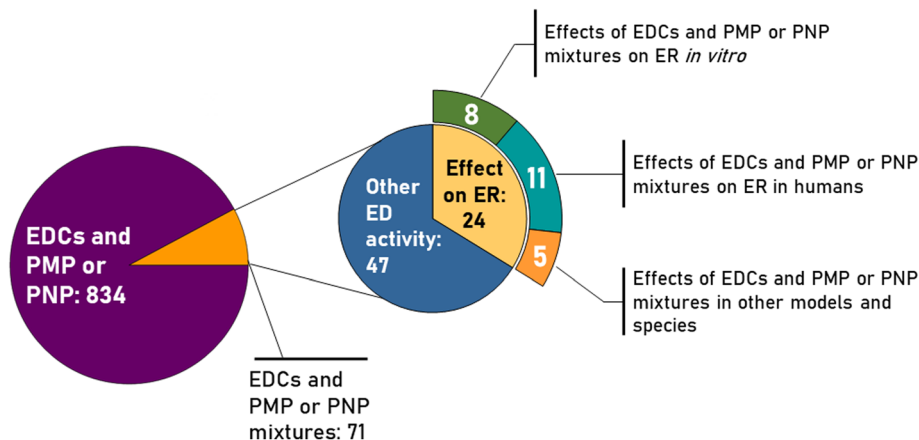 Effects of EDCs and PMP or PNP
mixtures on ER in vitro
8
Effect
on ER:
24
11
Effects of EDCs and PMP or PNP
mixtures on ER in humans
Other
ED
activity:
47
5
EDCs and
PMP or
PNP: 834
Effects of EDCs and PMP or PNP
mixtures in other models and
species
EDCs and
PMP or PNP
mixtures: 71